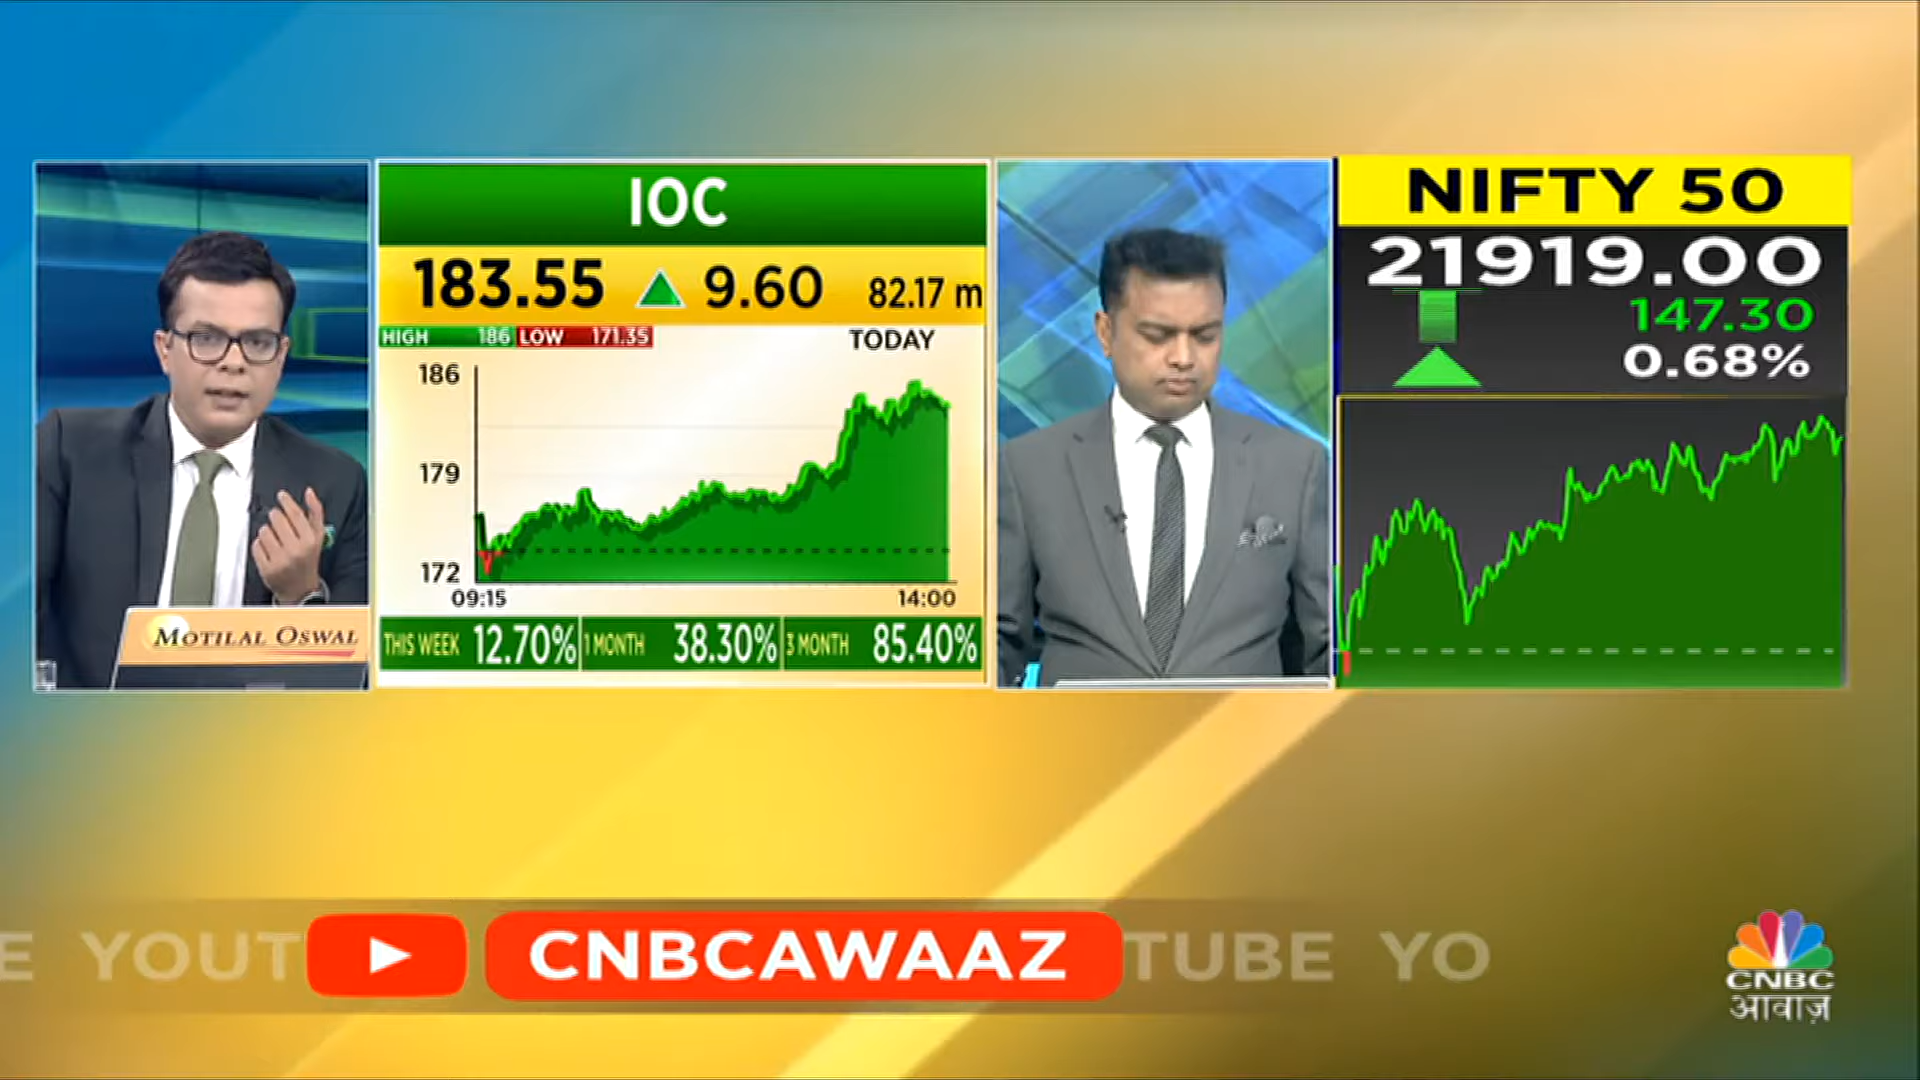 IOC
183.55 ▲ 9.60 82.17 m
HIGH 186 LOW 171.35 TODAY
186
179
172
09:15 14:00
THIS WEEK 12.70% 1 MONTH 38.30% 3 MONTH 85.40%
MOTILAL OSWAL
NIFTY 50
21919.00
147.30
0.68%
E YOUT CNBCAWAAZ TUBE YO
CNBC
आवाज़